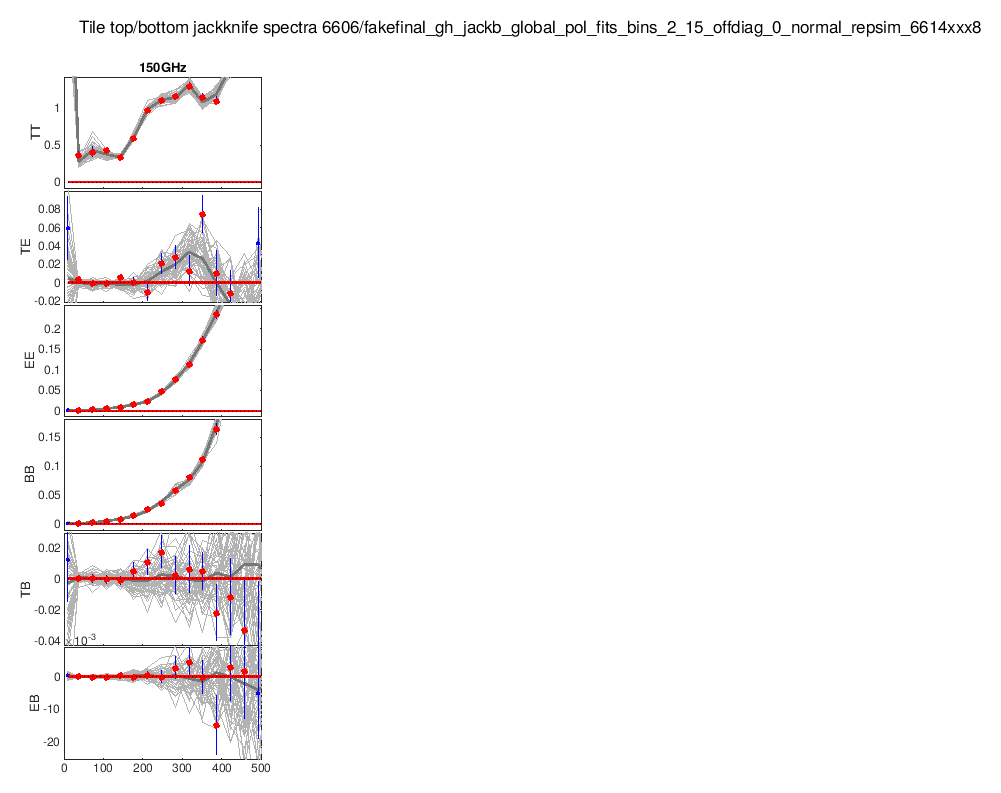 Tile top/bottom jackknife spectra 6606/fakefinal_gh_jackb_global_pol_fits_bins_2_15_offdiag_0_normal_repsim_6614xxx8
150GHz
1
0.5
0
TT
0.08
0.06
0.04
0.02
0
-0.02
TE
0.2
0.15
0.1
0.05
0
EE
0.15
0.1
0.05
0
BB
0.02
0
-0.02
-0.04
TB
10-3
0
-10
-20
EB
0 100 200 300 400 500